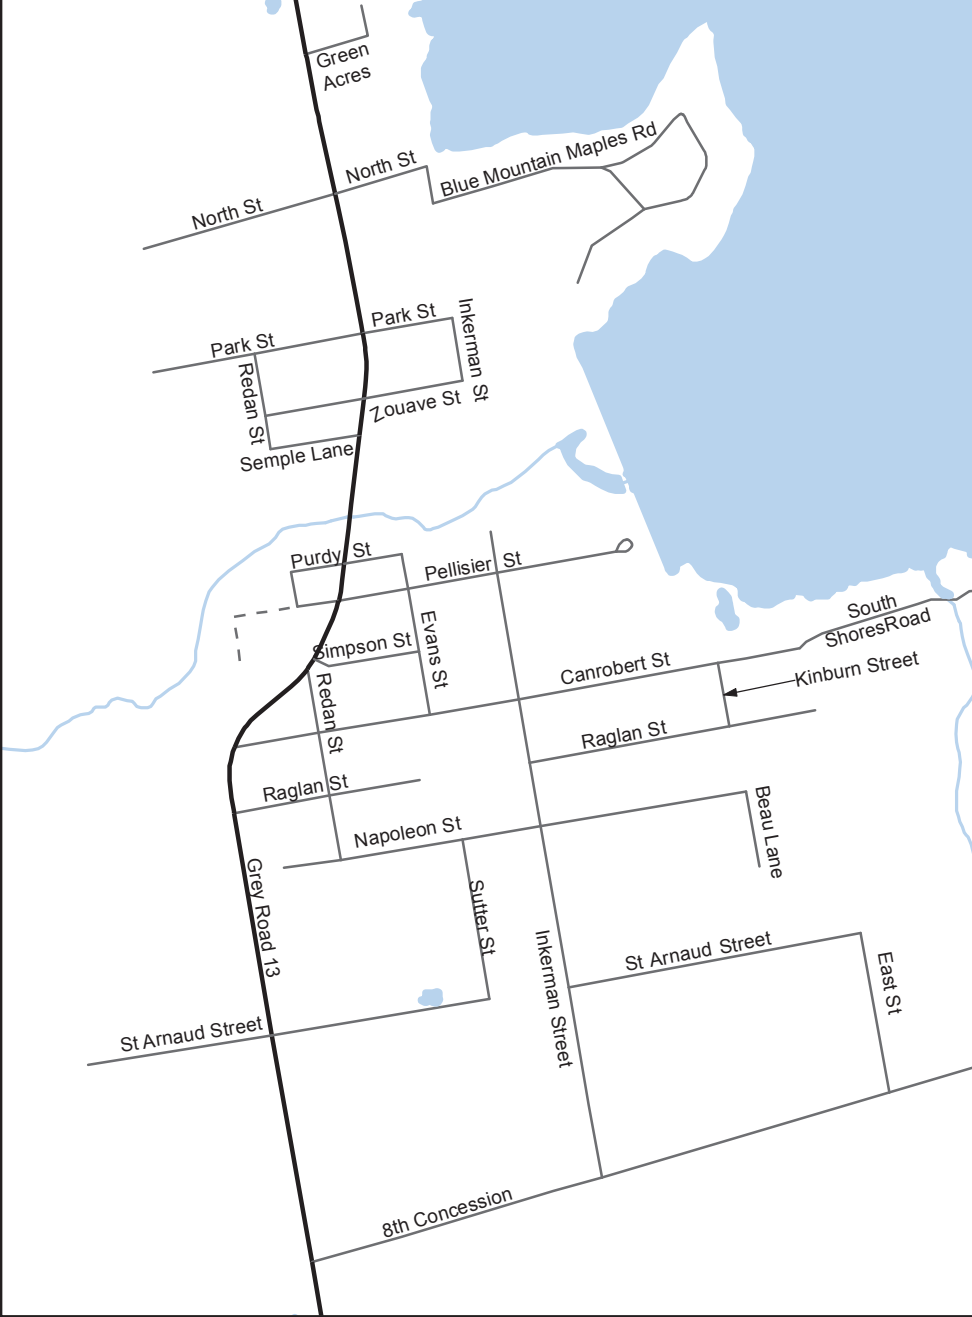 Green
Acres
North St
Blue Mountain Maples Rd
North St
Park St
Inkerman St
Park St
Redan St
Zouave St
Semple Lane
Purdy St
Pellisier St
Evans St
Simpson St
South
ShoresRoad
Canrobert St
Kinburn Street
Redan St
Raglan St
Raglan St
Napoleon St
Beau Lane
Grey Road 13
Sutter St
Inkerman Street
St Arnaud Street
East St
St Arnaud Street
8th Concession